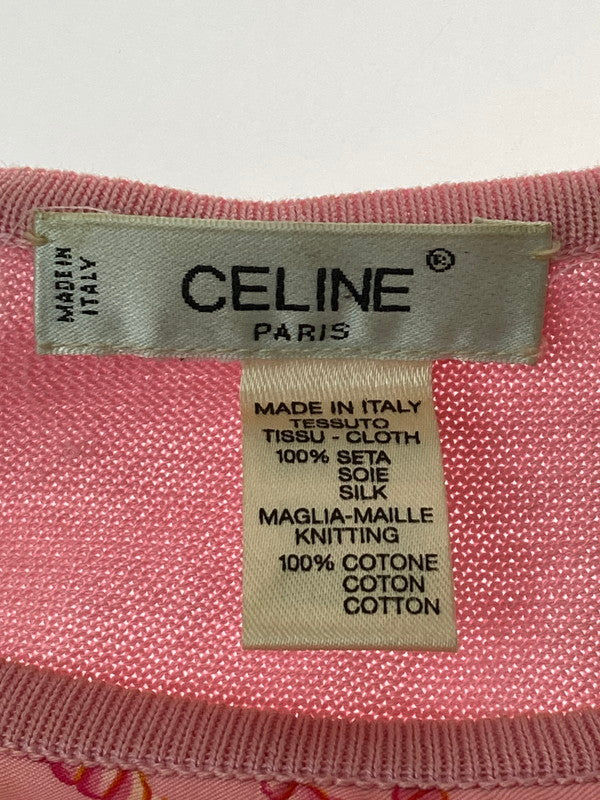 MADE IN
ITALY
CELINE®
PARIS
MADE IN ITALY
TESSUTO
TISSU - CLOTH
100% SETA
SOIE
SILK
MAGLIA-MAILLE
KNITTING
100% COTONE
COTON
COTTON